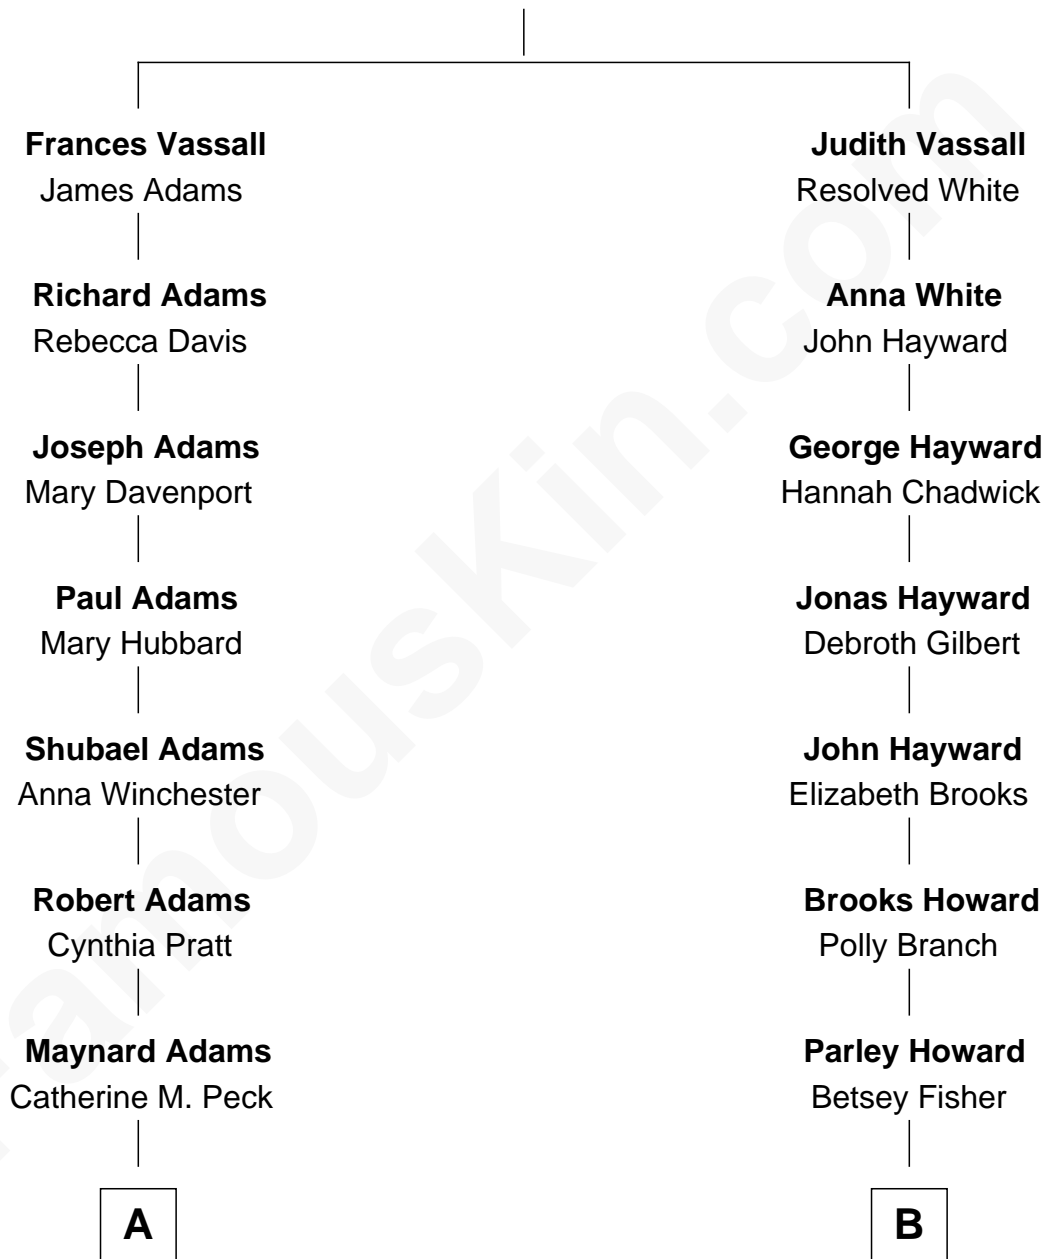 Frances Vassall
James Adams
Judith Vassall
Resolved White
Richard Adams
Rebecca Davis
Anna White
John Hayward
Joseph Adams
Mary Davenport
George Hayward
Hannah Chadwick
Paul Adams
Mary Hubbard
Jonas Hayward
Debroth Gilbert
Shubael Adams
Anna Winchester
John Hayward
Elizabeth Brooks
Robert Adams
Cynthia Pratt
Brooks Howard
Polly Branch
Maynard Adams
Catherine M. Peck
Parley Howard
Betsey Fisher
A
B
FamousKin.com